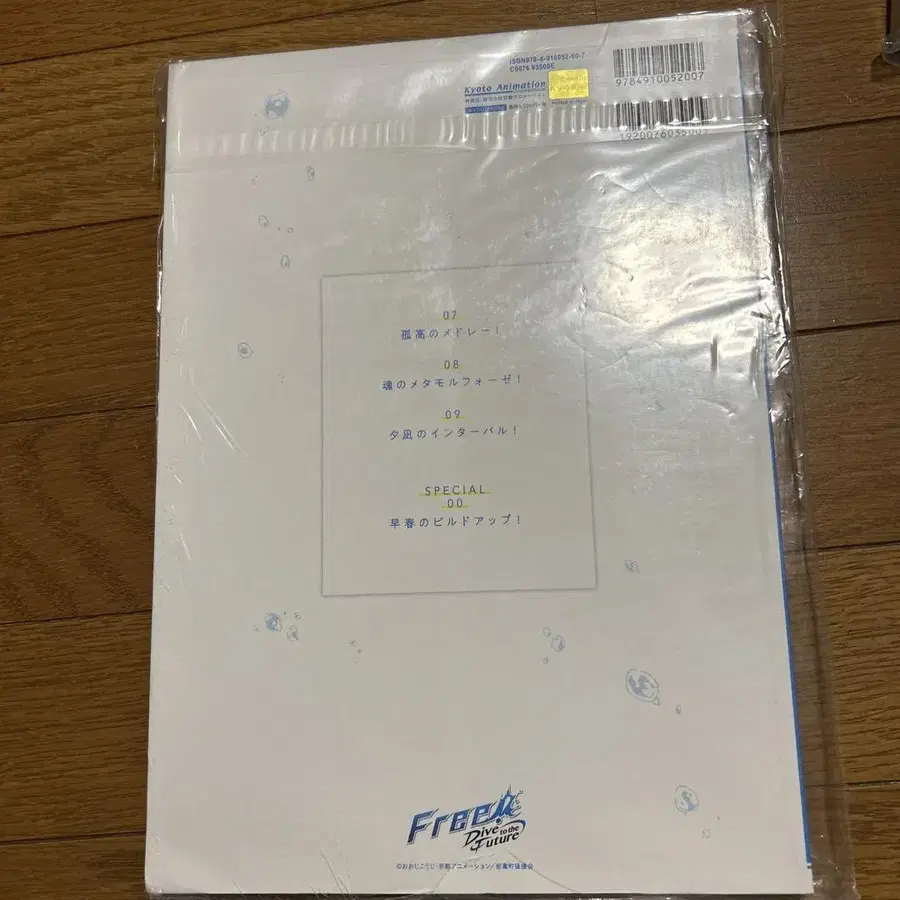 ISBN978-4-910052-00-7
C0076 ¥3500E
Kyoto Animation
9784910052007
07
孤高のメドレー!
08
魂のメタモルフォーゼ!
09
夕凪のインターバル!
SPECIAL
00
早春のビルドアップ!
Free!
Dive to the Future
©おおじこうじ・京都アニメーション/岩鳶町後援会